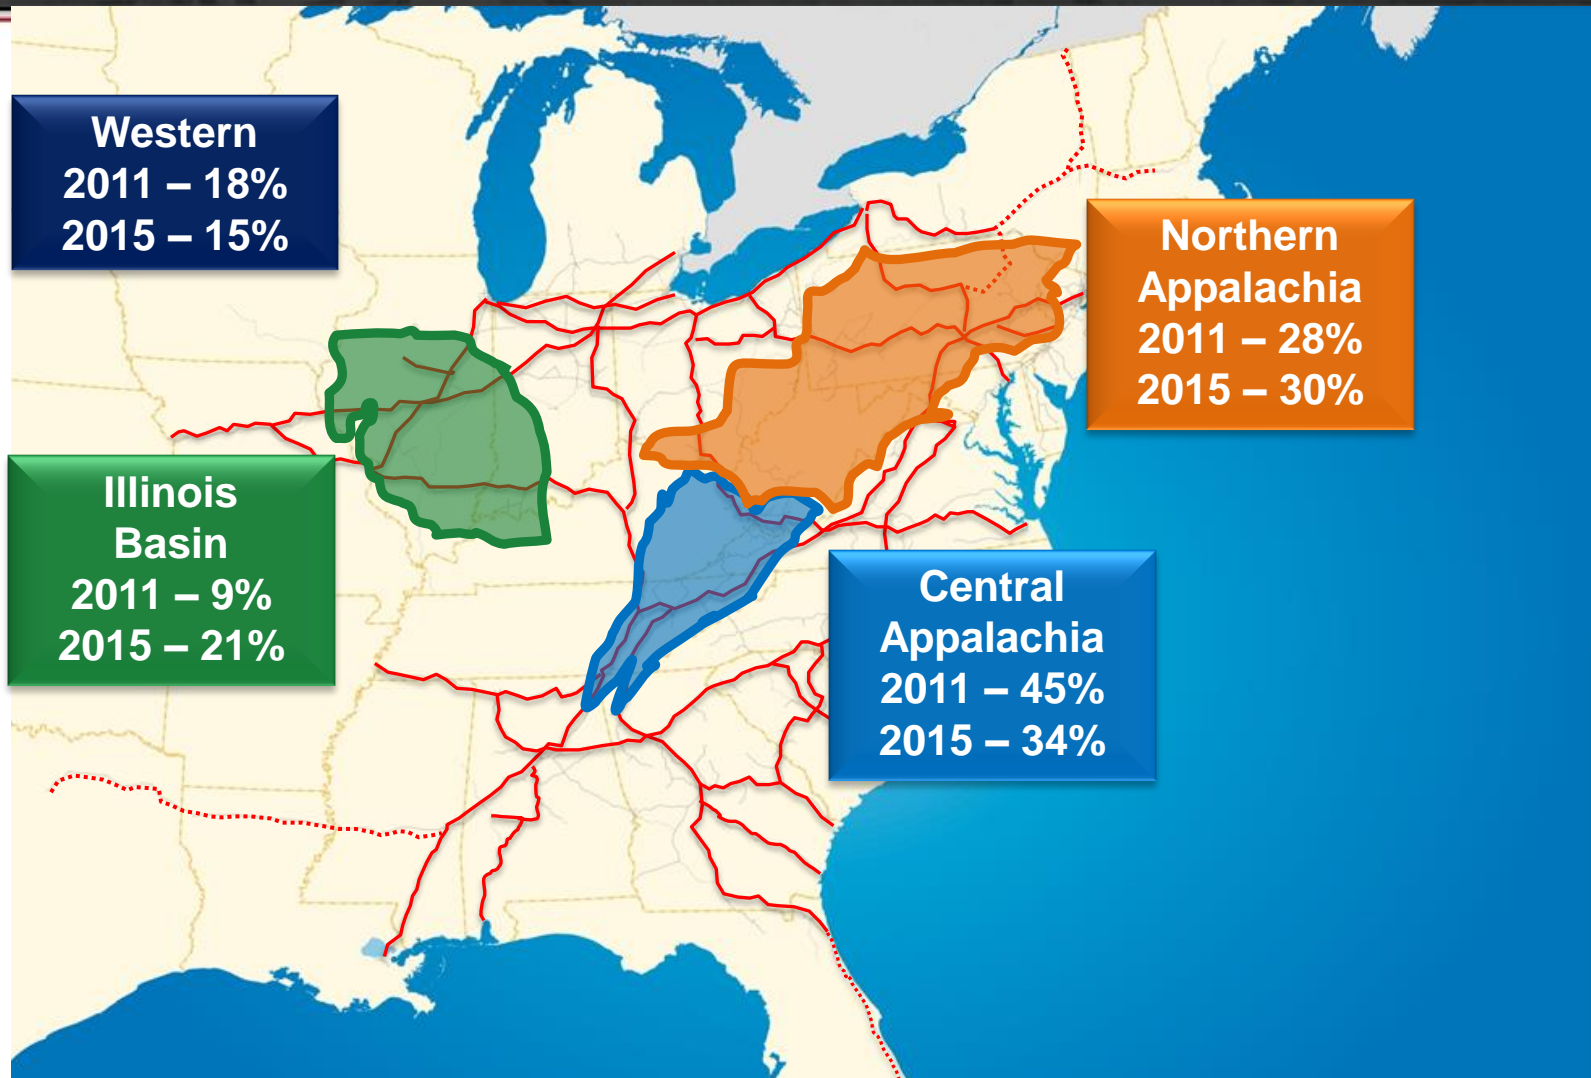 Western
2011 – 18%
2015 – 15%
Northern
Appalachia
2011 – 28%
2015 – 30%
Illinois
Basin
2011 – 9%
2015 – 21%
Central
Appalachia
2011 – 45%
2015 – 34%